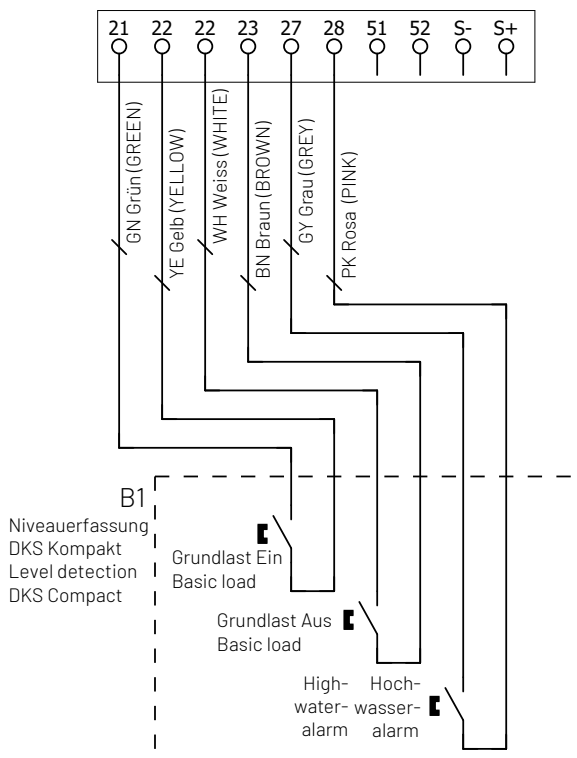 21 22 22 23 27 28 51 52 S- S+
GN Grün (GREEN)
YE Gelb (YELLOW)
WH Weiss (WHITE)
BN Braun (BROWN)
GY Grau (GREY)
PK Rosa (PINK)
B1
Niveauerfassung
DKS Kompakt
Level detection
DKS Compact
Grundlast Ein
Basic load
Grundlast Aus
Basic load
High-
water-
alarm
Hoch-
wasser-
alarm